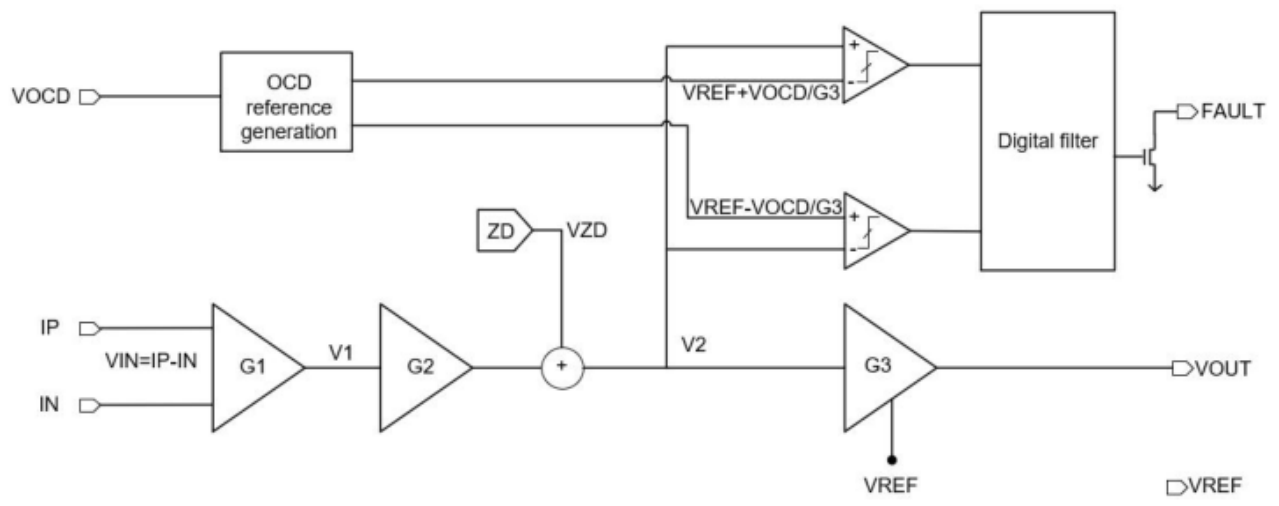 VOCD
OCD
reference
generation
+
-
VREF+VOCD/G3
Digital filter
FAULT
VREF-VOCD/G3
+
-
ZD
VZD
IP
VIN=IP-IN
IN
G1
V1
G2
+
V2
G3
VOUT
VREF
VREF